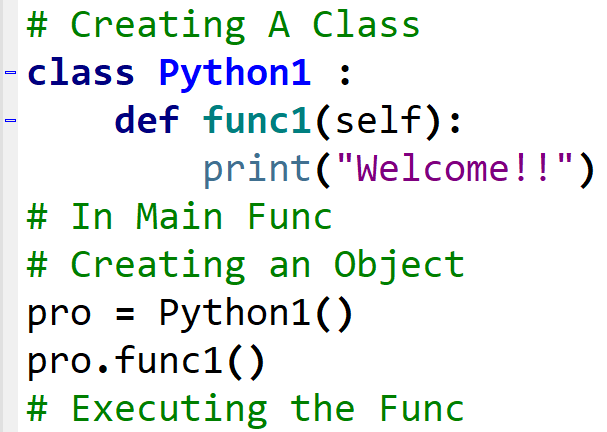 # Creating A Class
class Python1 :
    def func1(self):
        print("Welcome!!")
# In Main Func
# Creating an Object
pro = Python1()
pro.func1()
# Executing the Func